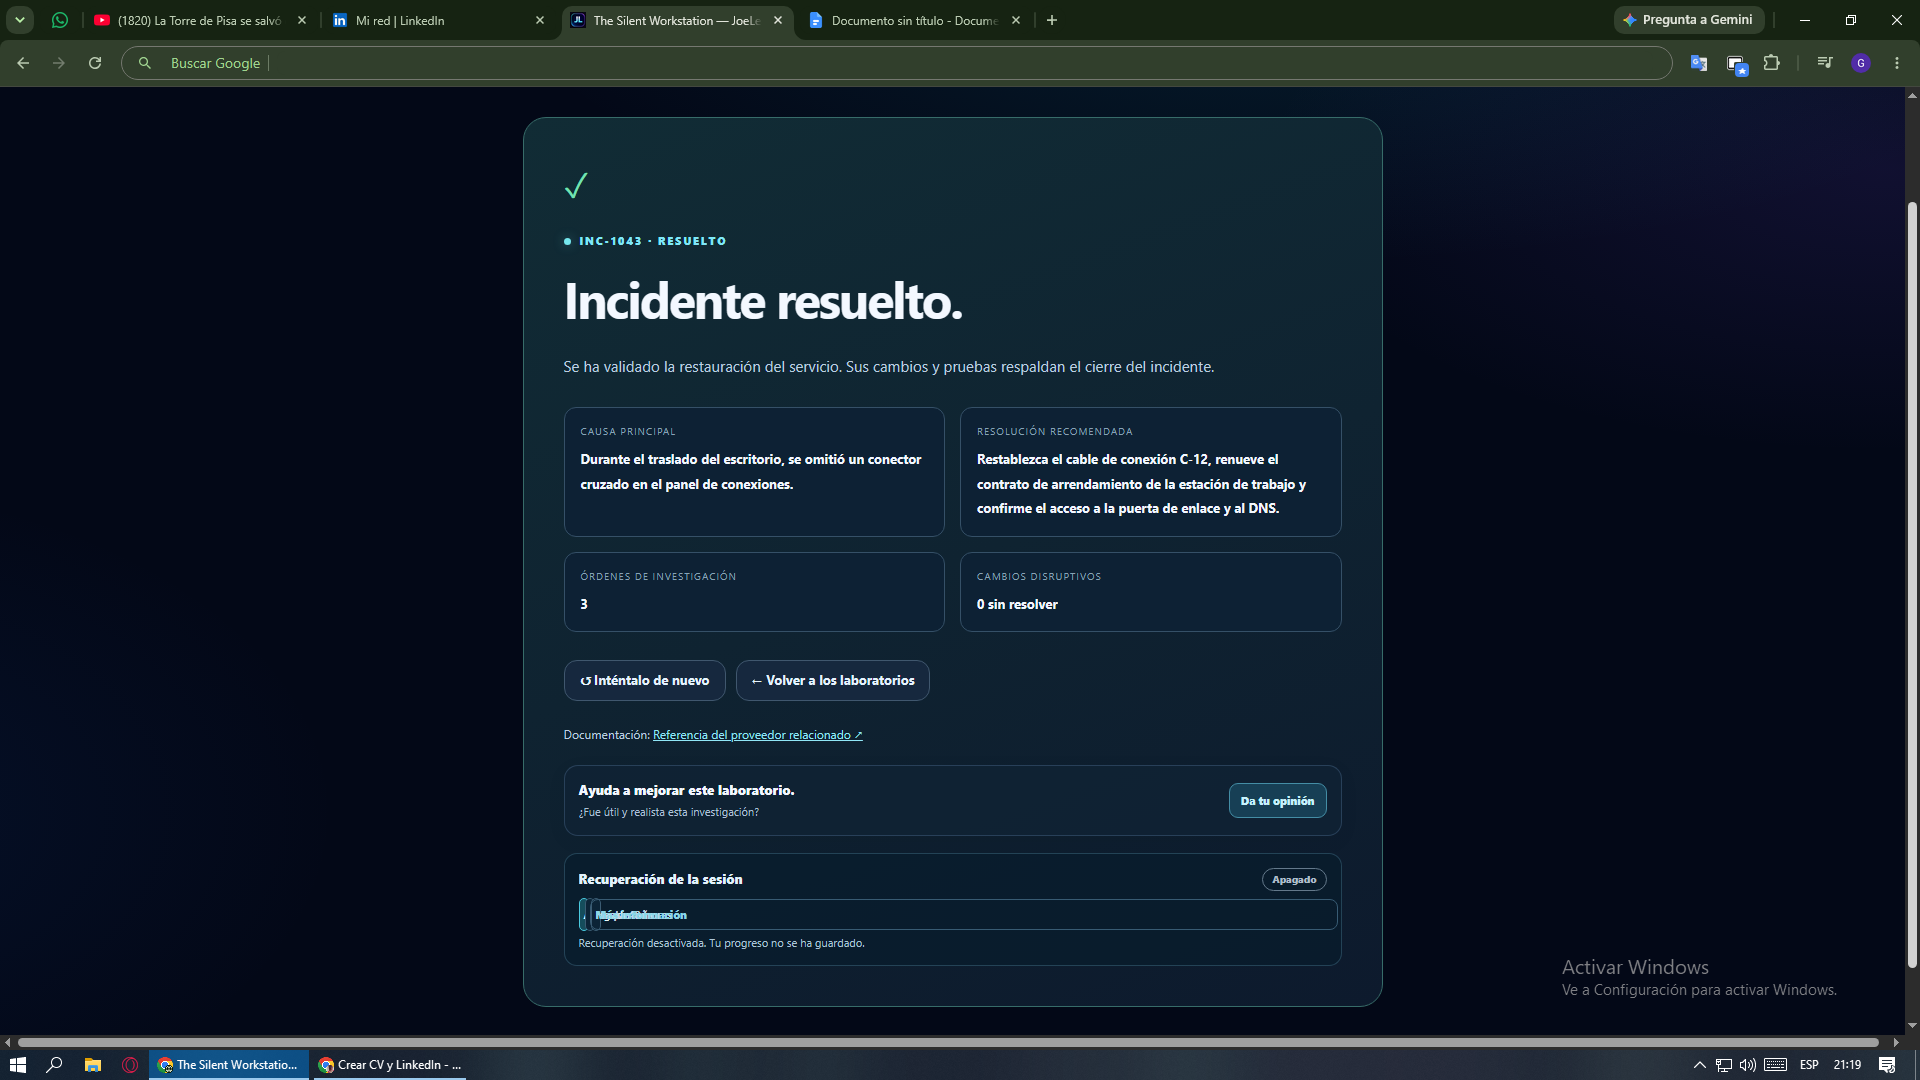 (1820) La Torre de Pisa se salvó
Mi red | LinkedIn
The Silent Workstation — JoeLe
Documento sin título - Docume
Pregunta a Gemini
Buscar Google
G
✓
INC-1043 · RESUELTO
Incidente resuelto.
Se ha validado la restauración del servicio. Sus cambios y pruebas respaldan el cierre del incidente.
CAUSA PRINCIPAL
Durante el traslado del escritorio, se omitió un conector
cruzado en el panel de conexiones.
RESOLUCIÓN RECOMENDADA
Restablezca el cable de conexión C-12, renueve el
contrato de arrendamiento de la estación de trabajo y
confirme el acceso a la puerta de enlace y al DNS.
ÓRDENES DE INVESTIGACIÓN
3
CAMBIOS DISRUPTIVOS
0 sin resolver
↺ Inténtalo de nuevo
← Volver a los laboratorios
Documentación: Referencia del proveedor relacionado ↗
Ayuda a mejorar este laboratorio.
¿Fue útil y realista esta investigación?
Da tu opinión
Recuperación de la sesión
Apagado
Recuperación desactivada. Tu progreso no se ha guardado.
Activar Windows
Ve a Configuración para activar Windows.
The Silent Workstatio...
Crear CV y LinkedIn - ...
ESP
21:19